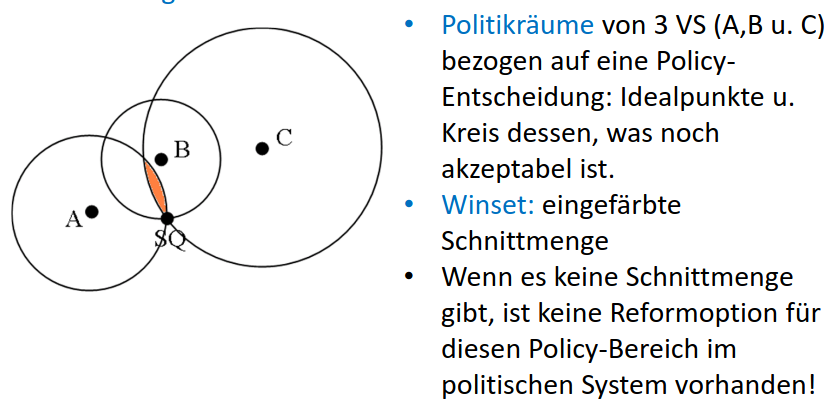 B
C
A
SQ
• Politikräume von 3 VS (A,B u. C)
bezogen auf eine Policy-
Entscheidung: Idealpunkte u.
Kreis dessen, was noch
akzeptabel ist.
• Winset: eingefärbte
Schnittmenge
• Wenn es keine Schnittmenge
gibt, ist keine Reformoption für
diesen Policy-Bereich im
politischen System vorhanden!